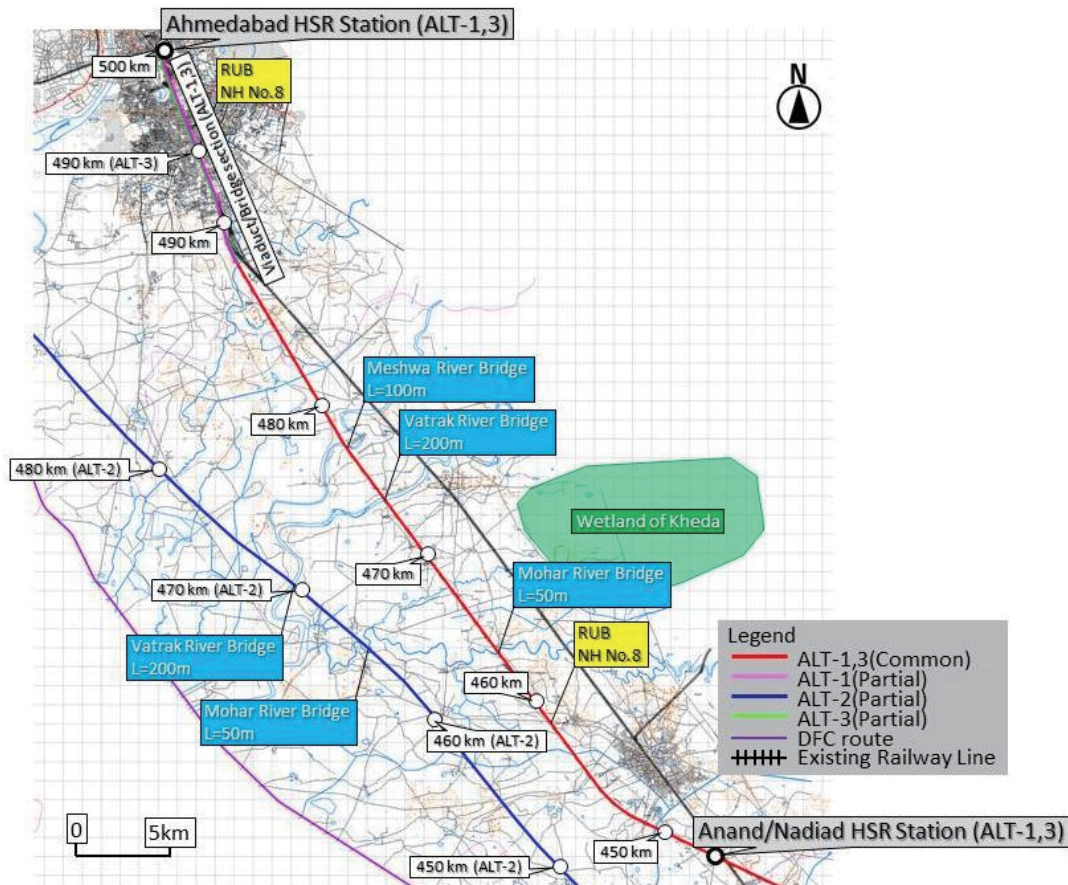 Ahmedabad HSR Station (ALT-1,3)
500 km
RUB
NH No.8
N
Viaduct/Bridge section (ALT-1,3)
490 km (ALT-3)
490 km
Meshwa River Bridge
L=100m
480 km
Vatrak River Bridge
L=200m
480 km (ALT-2)
Wetland of Kheda
470 km
Mohar River Bridge
L=50m
470 km (ALT-2)
Vatrak River Bridge
L=200m
RUB
NH No.8
460 km
Mohar River Bridge
L=50m
460 km (ALT-2)
Legend
ALT-1,3(Common)
ALT-1(Partial)
ALT-2(Partial)
ALT-3(Partial)
DFC route
Existing Railway Line
0
5km
450 km
Anand/Nadiad HSR Station (ALT-1,3)
450 km (ALT-2)